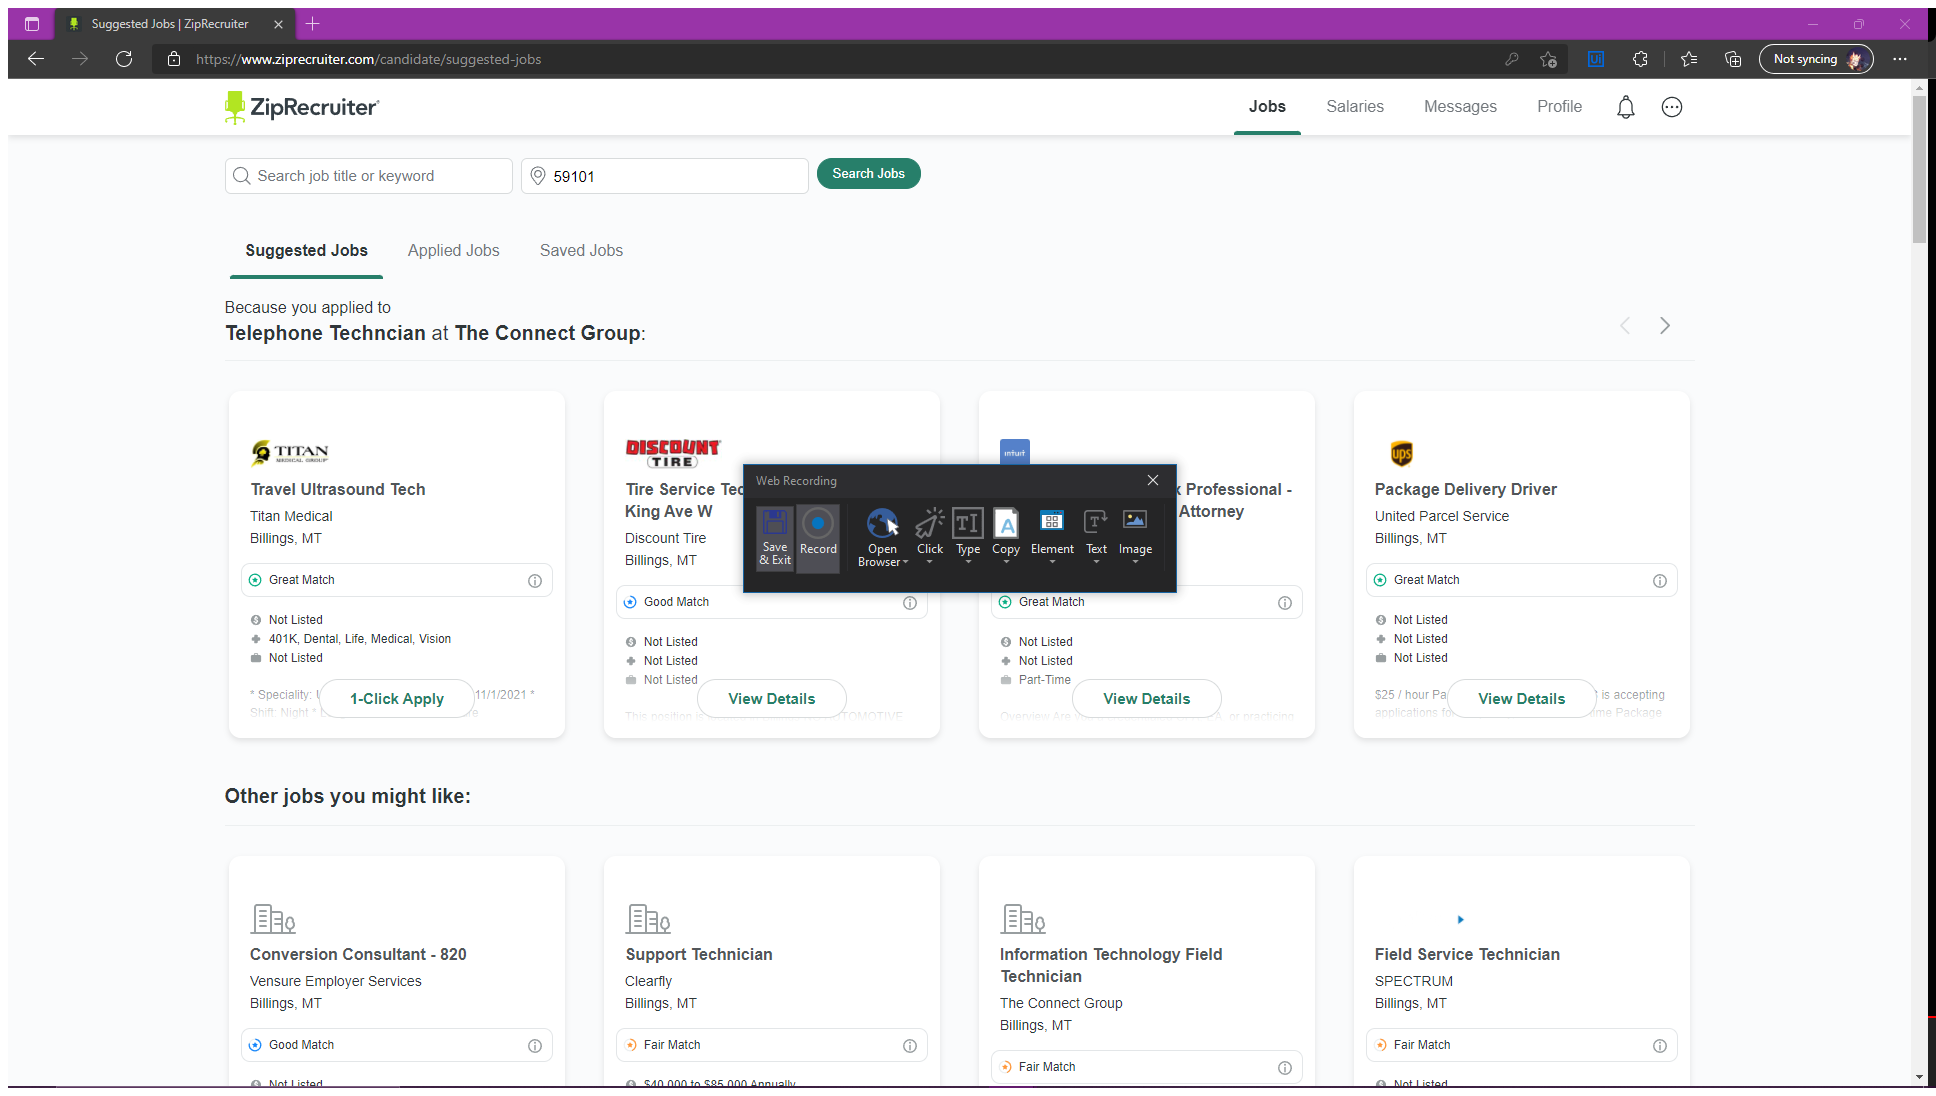 Suggested Jobs | ZipRecruiter
https://www.ziprecruiter.com/candidate/suggested-jobs
Not syncing
ZipRecruiter
Jobs
Salaries
Messages
Profile
Search job title or keyword
59101
Search Jobs
Suggested Jobs
Applied Jobs
Saved Jobs
Because you applied to
Telephone Techncian at The Connect Group:
TITAN
MEDICAL GROUP
Travel Ultrasound Tech
Titan Medical
Billings, MT
Great Match
Not Listed
401K, Dental, Life, Medical, Vision
Not Listed
* Speciality:
11/1/2021 *
Shift: Night *
1-Click Apply
DISCOUNT
TIRE
Tire Service Tec
King Ave W
Discount Tire
Billings, MT
Good Match
Not Listed
Not Listed
Not Listed
This position is
View Details
intuit
Professional -
Attorney
Great Match
Not Listed
Not Listed
Part-Time
Overview Are
or practicing
View Details
ups
Package Delivery Driver
United Parcel Service
Billings, MT
Great Match
Not Listed
Not Listed
Not Listed
$25 / hour Pa
is accepting
applications fo
ime Package
View Details
Web Recording
Save & Exit
Record
Open Browser
Click
Type
Copy
Element
Text
Image
Other jobs you might like:
Conversion Consultant - 820
Vensure Employer Services
Billings, MT
Good Match
Not Listed
Support Technician
Clearfly
Billings, MT
Fair Match
$40,000 to $85,000 Annually
Information Technology Field
Technician
The Connect Group
Billings, MT
Fair Match
Field Service Technician
SPECTRUM
Billings, MT
Fair Match
Not Listed